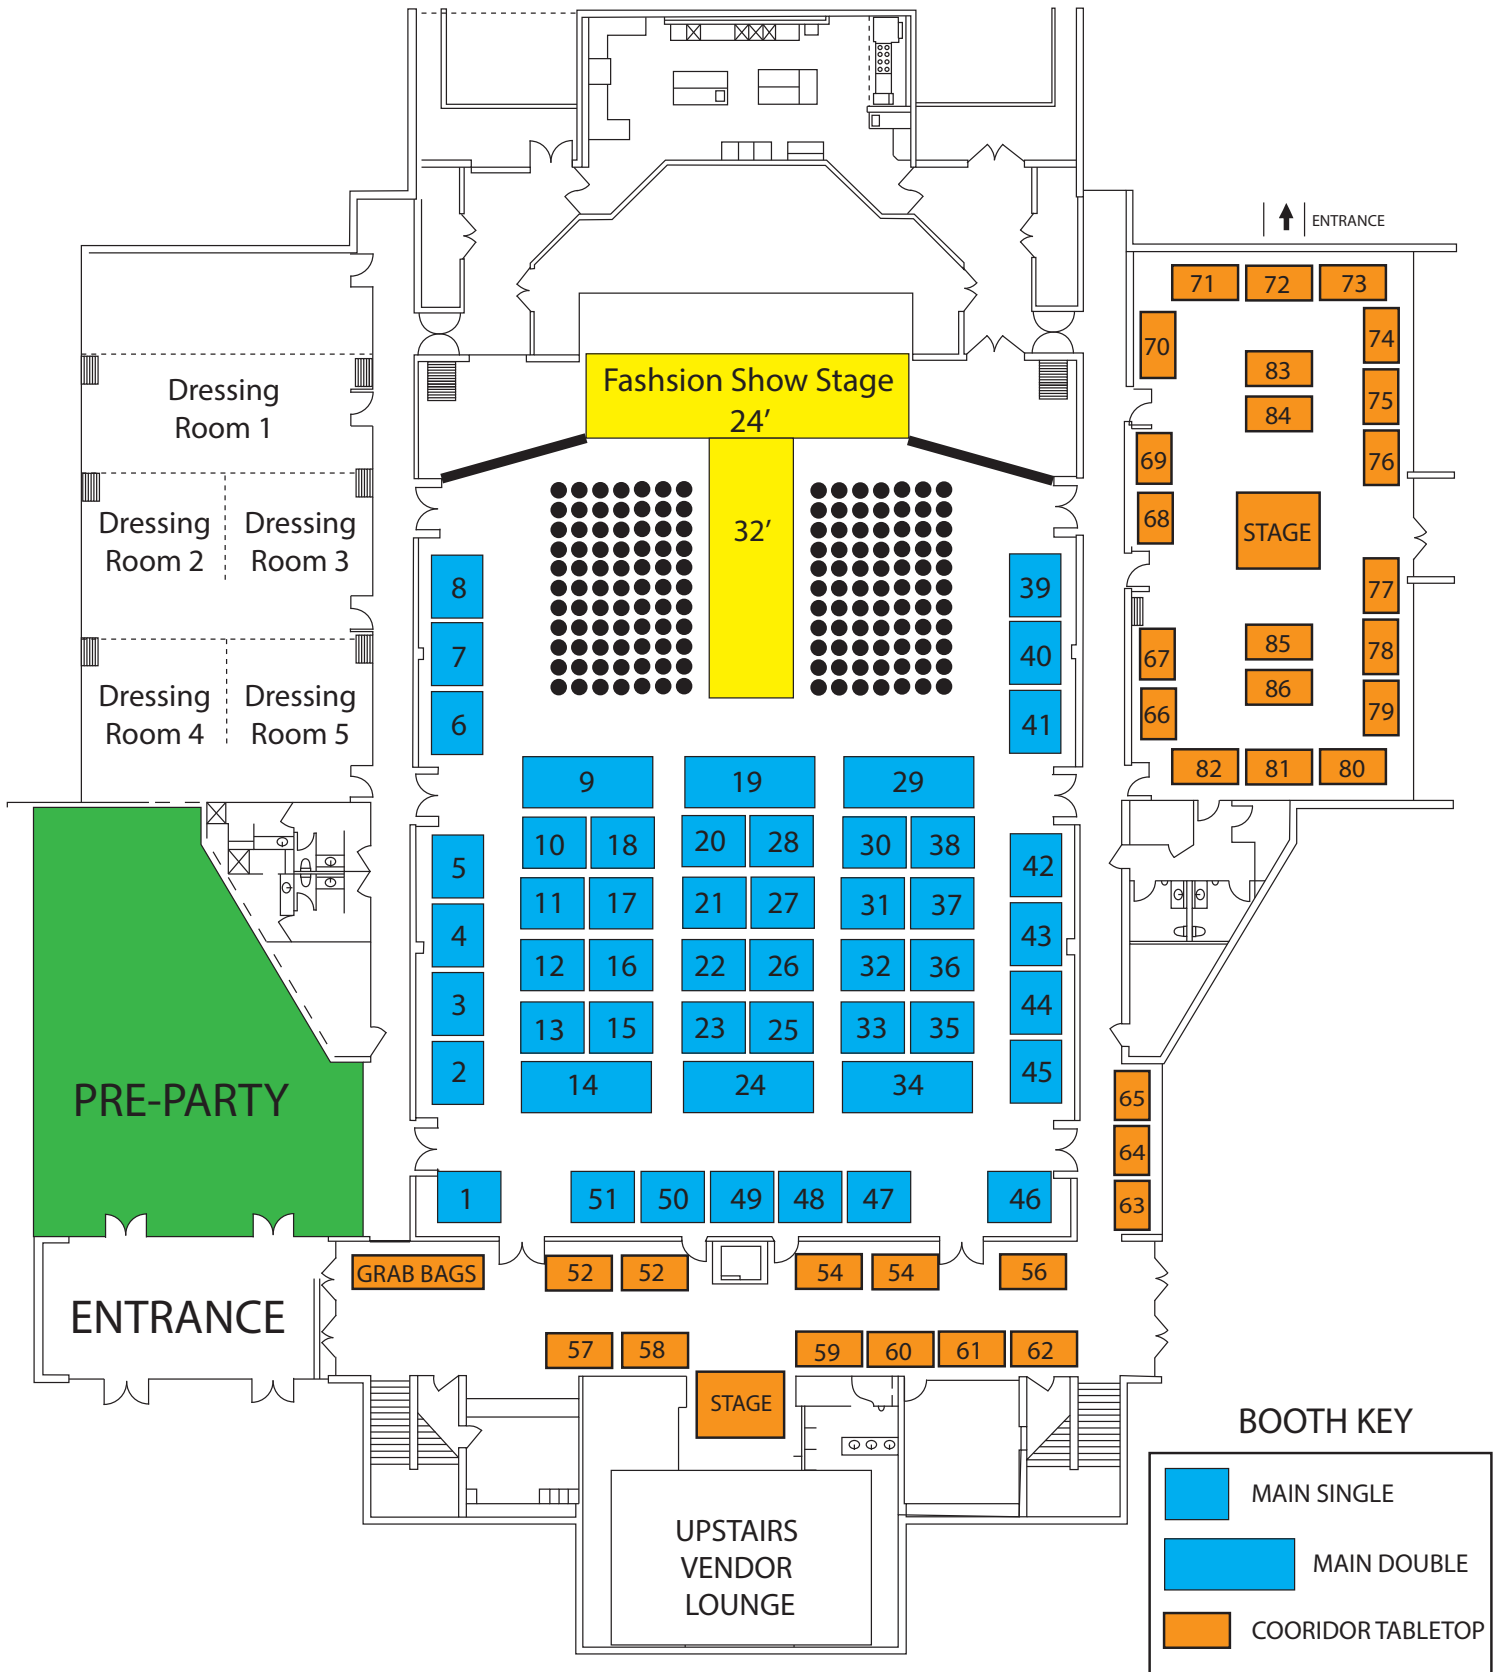 ENTRANCE
71 72 73
70 74
83
84
75
69 76
68
STAGE
77
67 85 78
66 86 79
82 81 80
Fashsion Show Stage
24’
32’
Dressing
Room 1
Dressing
Room 2
Dressing
Room 3
Dressing
Room 4
Dressing
Room 5
8 39
7 40
6 41
9 19 29
10 18 20 28 30 38
5 42
11 17 21 27 31 37
4 43
12 16 22 26 32 36
3 44
13 15 23 25 33 35
2 45
14 24 34
PRE-PARTY
65
64
63
1 51 50 49 48 47 46
GRAB BAGS 52 52 54 54 56
ENTRANCE
57 58 59 60 61 62
STAGE
UPSTAIRS
VENDOR
LOUNGE
BOOTH KEY
MAIN SINGLE
MAIN DOUBLE
COORIDOR TABLETOP